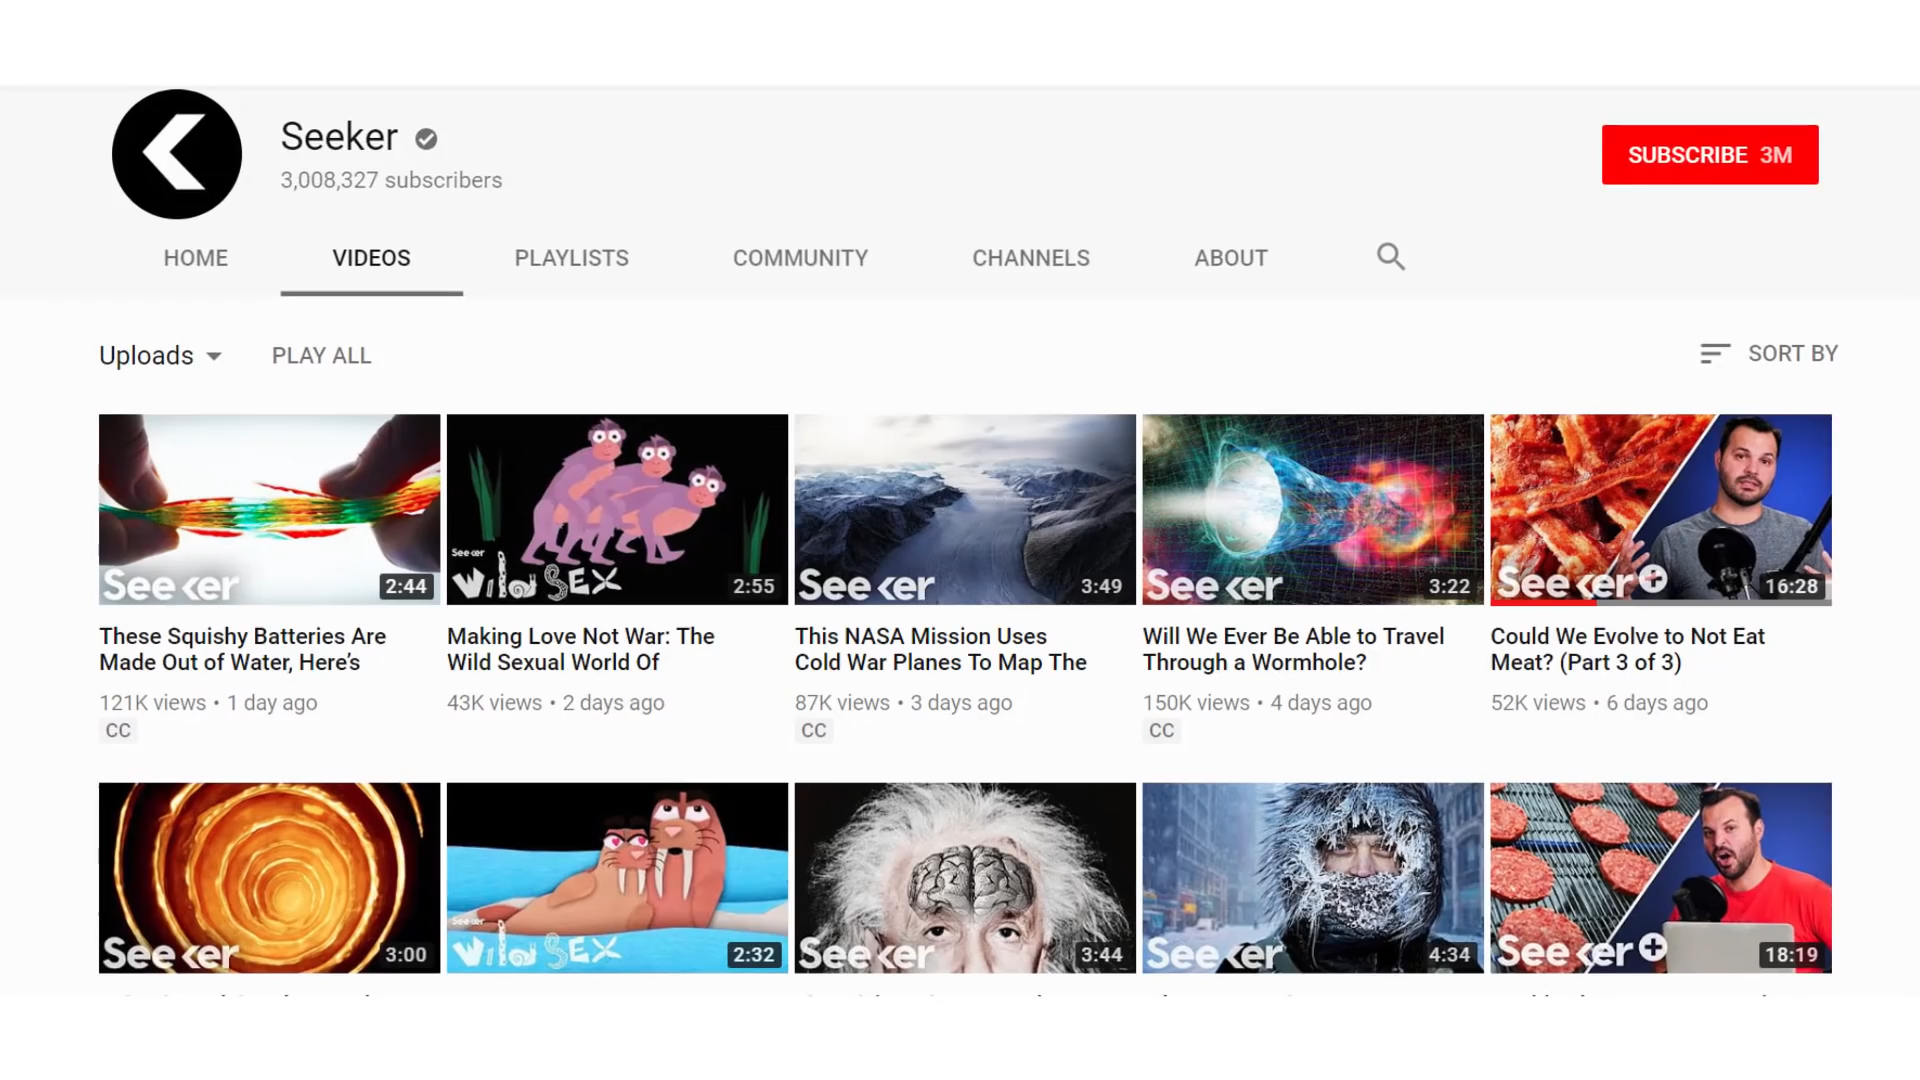 Seeker
3,008,327 subscribers
SUBSCRIBE 3M
HOME VIDEOS PLAYLISTS COMMUNITY CHANNELS ABOUT
Uploads PLAY ALL SORT BY
Seeker 2:44
Seeker
Wild SEX 2:55
Seeker 3:49
Seeker 3:22
Seeker+ 16:28
These Squishy Batteries Are
Made Out of Water, Here’s
121K views • 1 day ago
CC
Making Love Not War: The
Wild Sexual World Of
43K views • 2 days ago
This NASA Mission Uses
Cold War Planes To Map The
87K views • 3 days ago
CC
Will We Ever Be Able to Travel
Through a Wormhole?
150K views • 4 days ago
CC
Could We Evolve to Not Eat
Meat? (Part 3 of 3)
52K views • 6 days ago
Seeker 3:00
Seeker
Wild SEX 2:32
Seeker 3:44
Seeker 4:34
Seeker+ 18:19